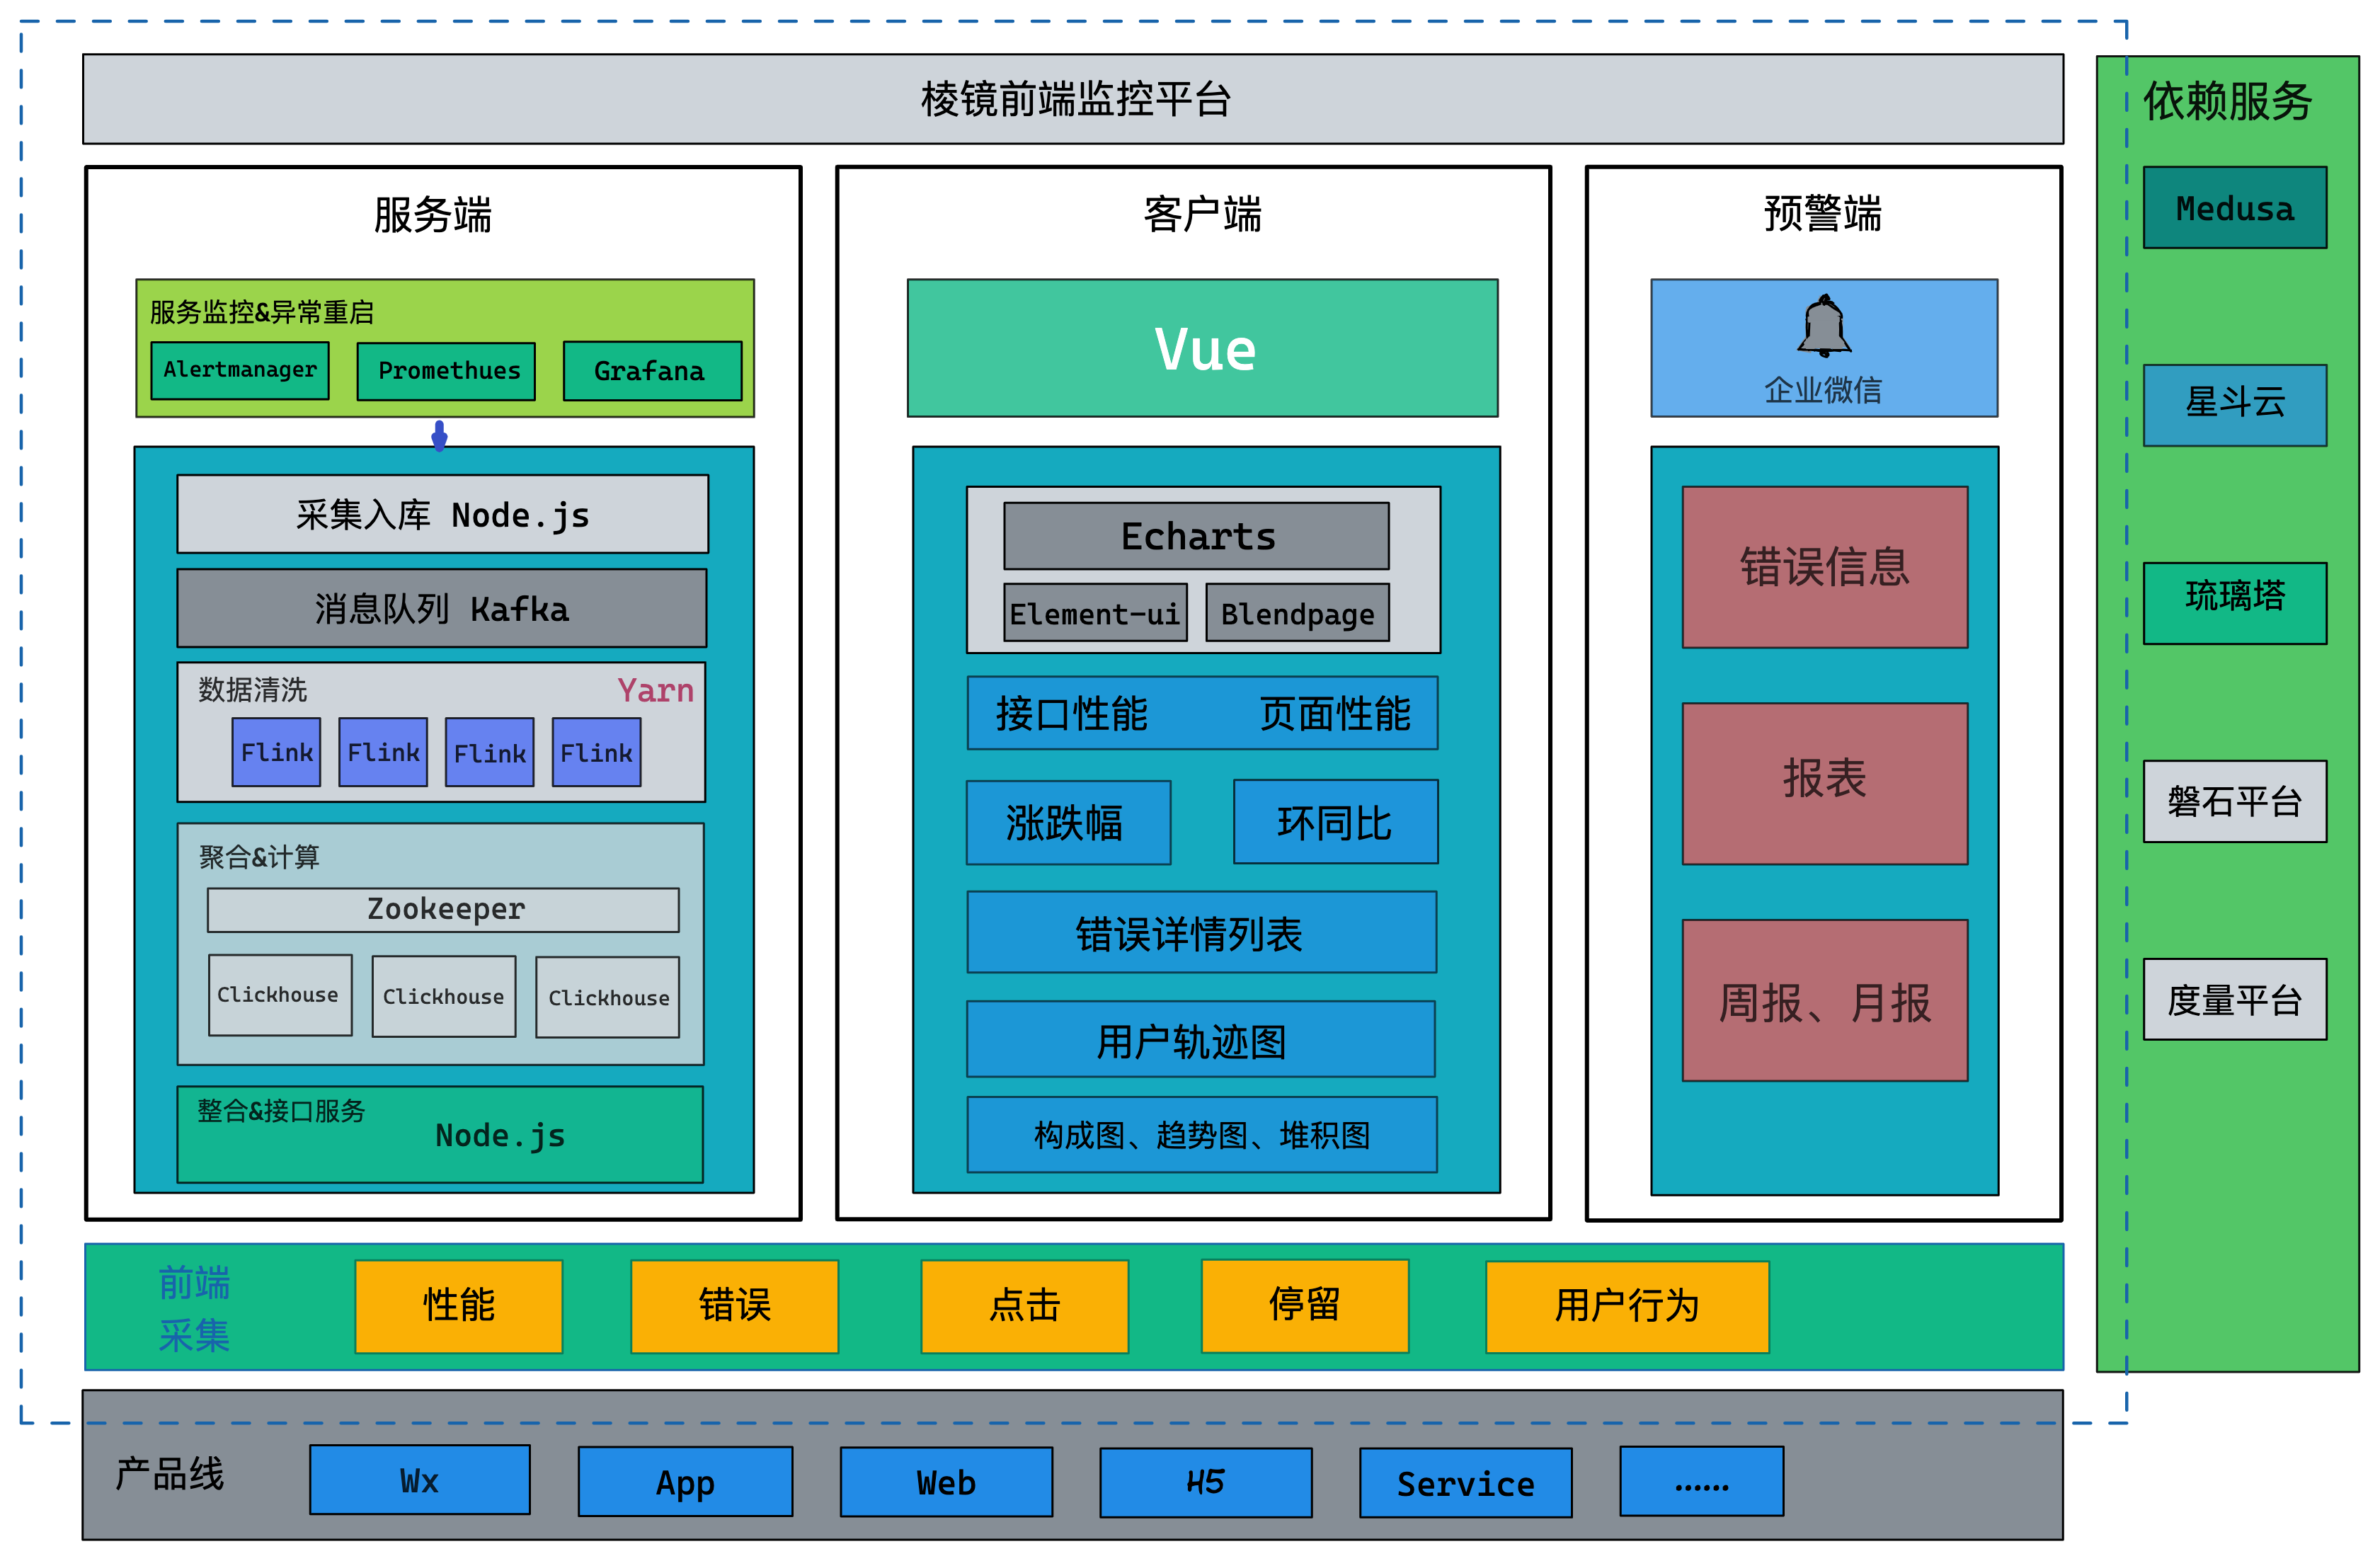 棱镜前端监控平台
服务端
服务监控&异常重启
Alertmanager
Promethues
Grafana
采集入库 Node.js
消息队列 Kafka
数据清洗
Yarn
Flink
Flink
Flink
Flink
聚合&计算
Zookeeper
Clickhouse
Clickhouse
Clickhouse
整合&接口服务
Node.js
客户端
Vue
Echarts
Element-ui
Blendpage
接口性能
页面性能
涨跌幅
环同比
错误详情列表
用户轨迹图
构成图、趋势图、堆积图
预警端
企业微信
错误信息
报表
周报、月报
依赖服务
Medusa
星斗云
琉璃塔
磐石平台
度量平台
前端
采集
性能
错误
点击
停留
用户行为
产品线
Wx
App
Web
H5
Service
......